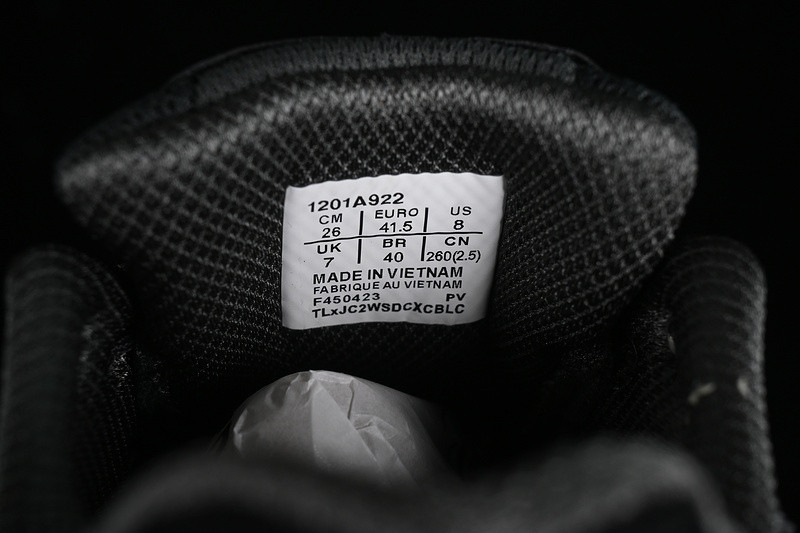 1201A922
CM EURO US
26 41.5 8
UK BR CN
7 40 260(2.5)
MADE IN VIETNAM
FABRIQUE AU VIETNAM
F450423 PV
TLxJC2WSDCXCBLC